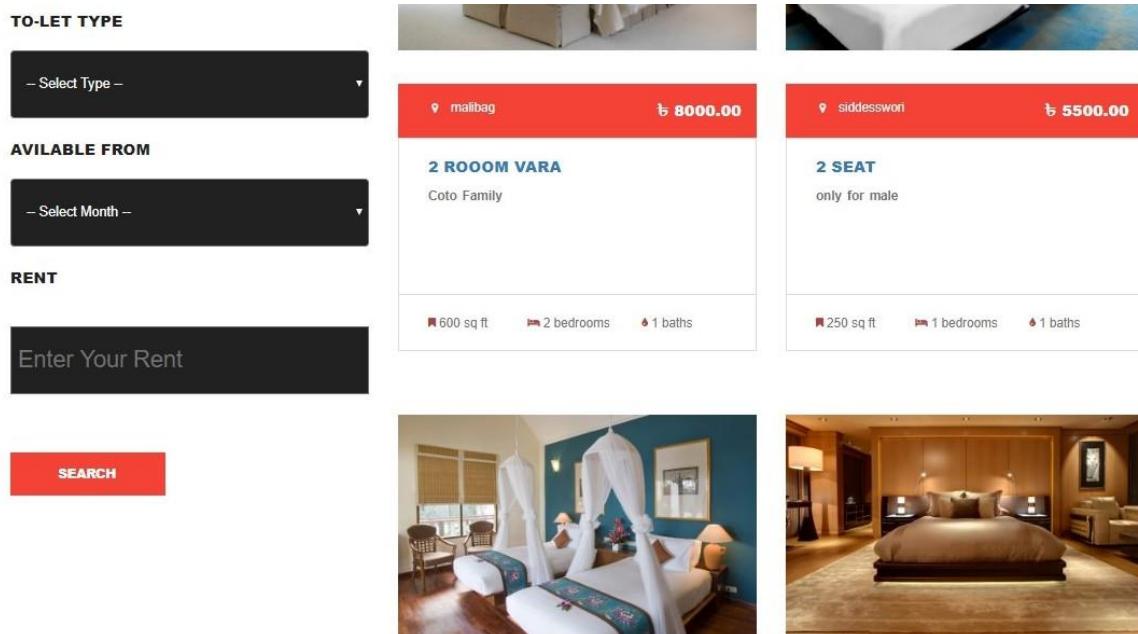 TO-LET TYPE
-- Select Type --
AVILABLE FROM
-- Select Month --
RENT
Enter Your Rent
SEARCH
malibag ৳ 8000.00
2 ROOOM VARA
Coto Family
600 sq ft 2 bedrooms 1 baths
siddesswori ৳ 5500.00
2 SEAT
only for male
250 sq ft 1 bedrooms 1 baths